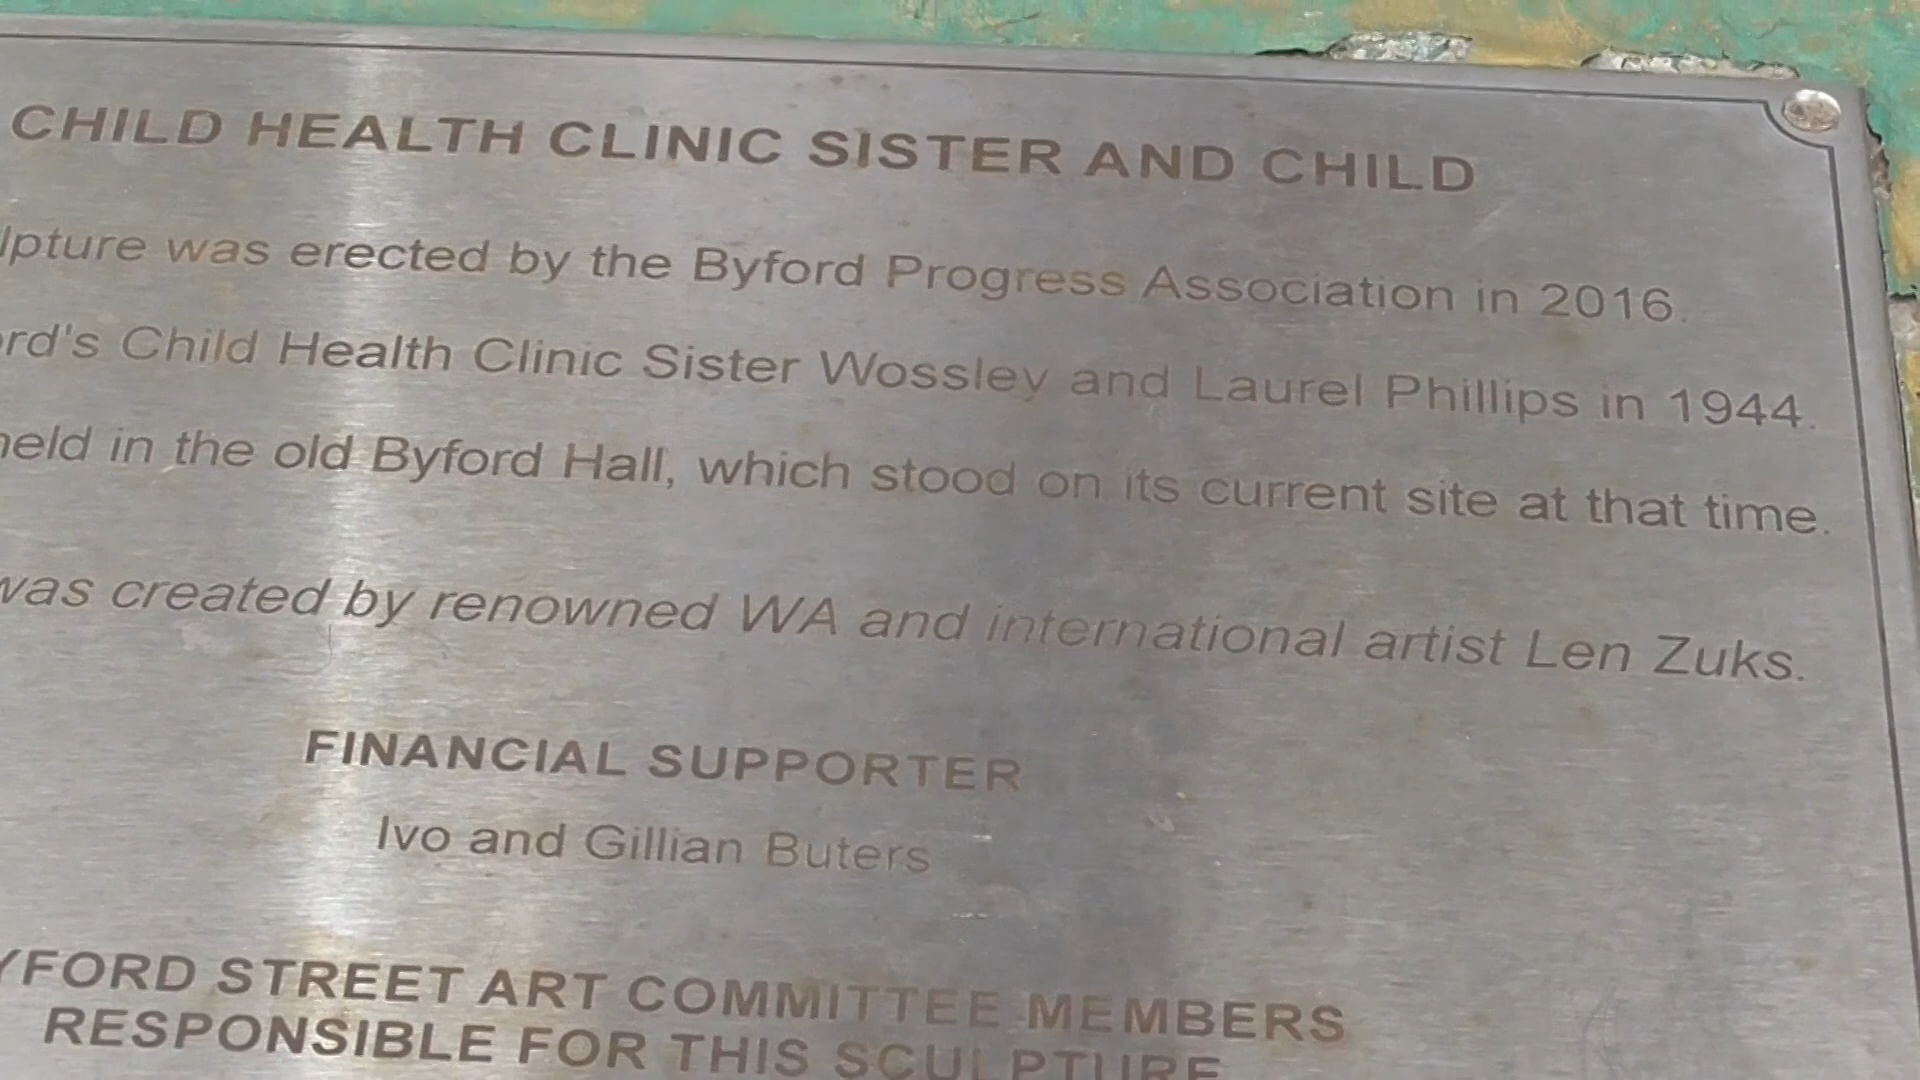 CHILD HEALTH CLINIC SISTER AND CHILD
lpture was erected by the Byford Progress Association in 2016.
rd's Child Health Clinic Sister Wossley and Laurel Phillips in 1944.
held in the old Byford Hall, which stood on its current site at that time.
was created by renowned WA and international artist Len Zuks.
FINANCIAL SUPPORTER
Ivo and Gillian Buters
YFORD STREET ART COMMITTEE MEMBERS
RESPONSIBLE FOR THIS SCULPTURE